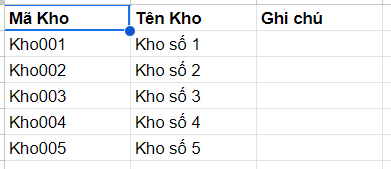 Mã Kho Tên Kho Ghi chú
Kho001 Kho số 1
Kho002 Kho số 2
Kho003 Kho số 3
Kho004 Kho số 4
Kho005 Kho số 5